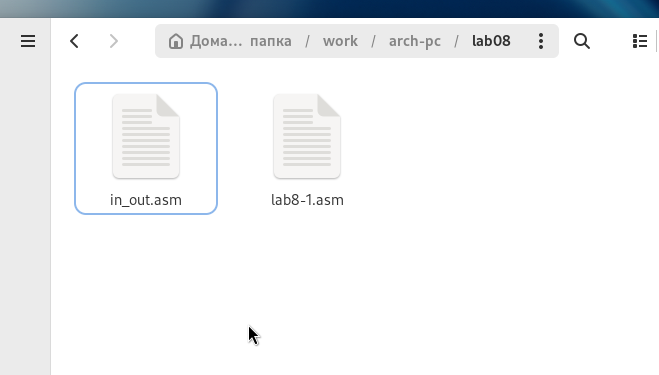 Дома… папка / work / arch-pc / lab08
in_out.asm lab8-1.asm